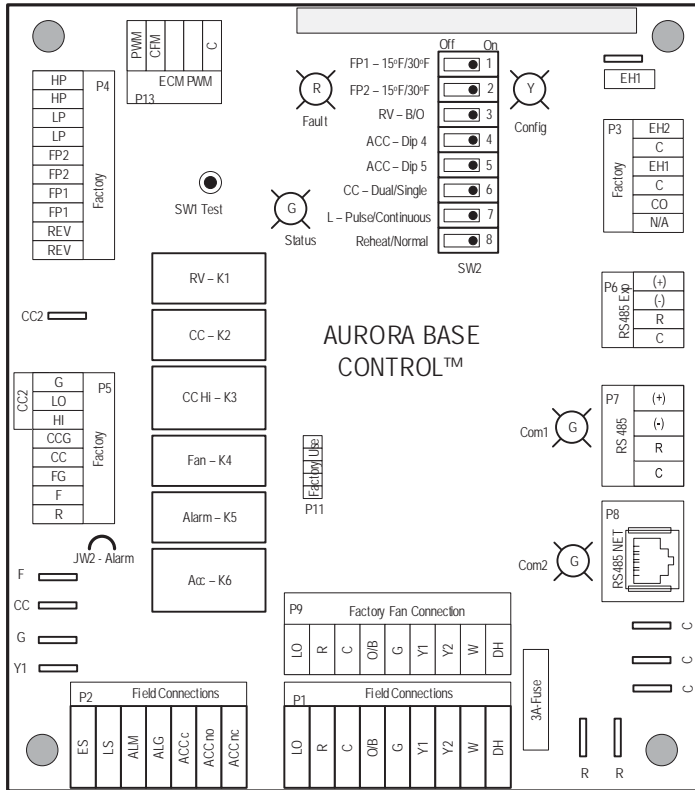 PWM
CFM
C
ECM PWM
P13
P4
HP
HP
LP
LP
FP2
FP2
FP1
FP1
REV
REV
Factory
R
Fault
SW1 Test
G
Status
Off On
FP1 – 15ºF/30ºF 1
FP2 – 15ºF/30ºF 2
RV – B/O 3
ACC – Dip 4 4
ACC – Dip 5 5
CC – Dual/Single 6
L – Pulse/Continuous 7
Reheat/Normal 8
SW2
Y
Config
EH1
P3
Factory
EH2
C
EH1
C
CO
N/A
P6
RS485 Exp
(+)
(-)
R
C
CC2
RV – K1
CC – K2
CC Hi – K3
Fan – K4
Alarm – K5
Acc – K6
AURORA BASE
CONTROL™
P5
CC2
G
LO
HI
CCG
CC
FG
F
R
Factory
JW2 - Alarm
Factory Use
P11
Com1
G
P7
RS 485
(+)
(-)
R
C
Com2
G
P8
RS485 NET
F
CC
G
Y1
P9
Factory Fan Connection
LO
R
C
O/B
G
Y1
Y2
W
DH
C
C
C
P2
Field Connections
ES
LS
ALM
ALG
ACC c
ACC no
ACC nc
P1
Field Connections
LO
R
C
O/B
G
Y1
Y2
W
DH
3A-Fuse
R
R